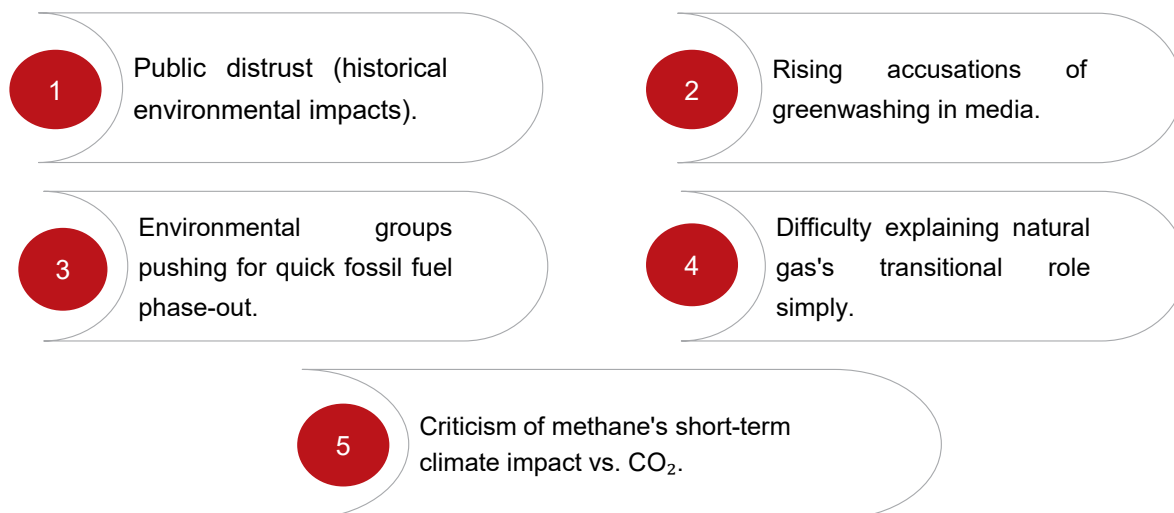 1
Public distrust (historical
environmental impacts).
2
Rising accusations of
greenwashing in media.
3
Environmental groups
pushing for quick fossil fuel
phase-out.
4
Difficulty explaining natural
gas's transitional role
simply.
5
Criticism of methane's short-term
climate impact vs. CO₂.